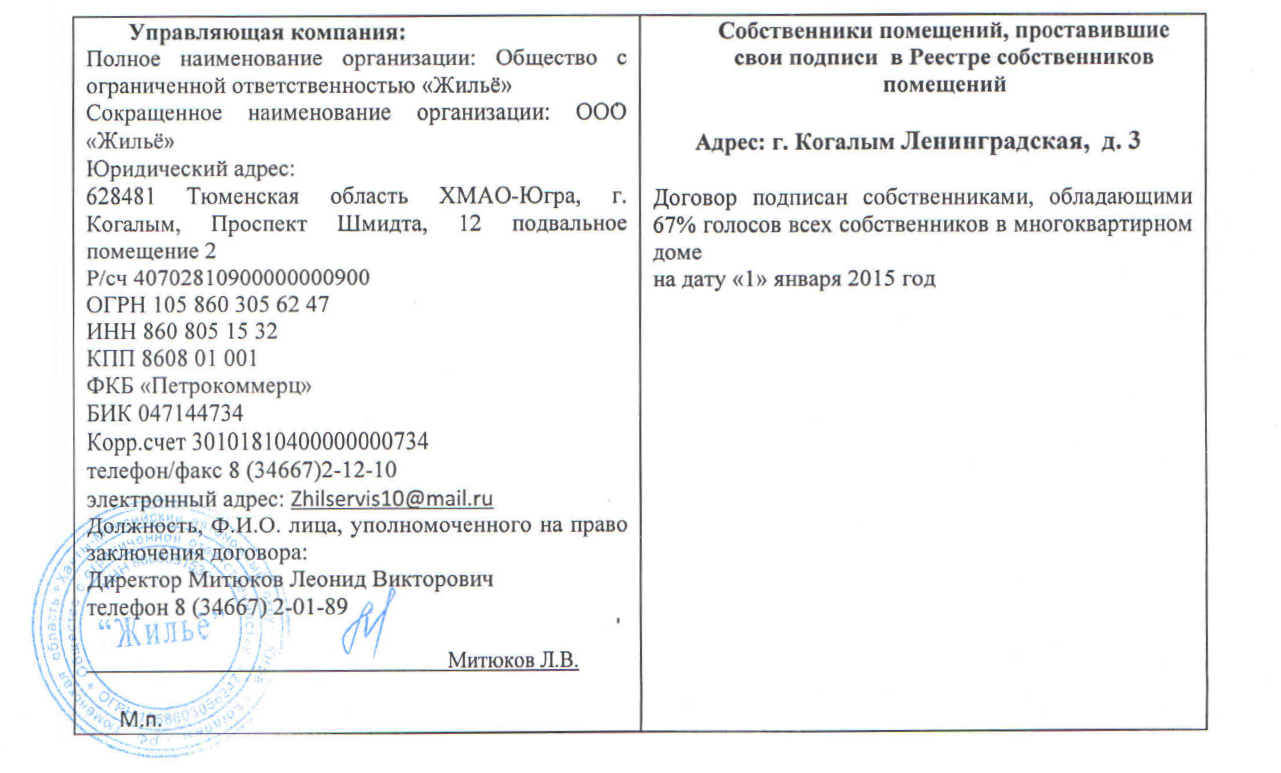 Управляющая компания:
Полное наименование организации: Общество с
ограниченной ответственностью «Жильё»
Сокращенное наименование организации: ООО
«Жильё»
Юридический адрес:
628481 Тюменская область ХМАО-Югра, г.
Когалым, Проспект Шмидта, 12 подвальное
помещение 2
Р/сч 40702810900000000900
ОГРН 105 860 305 62 47
ИНН 860 805 15 32
КПП 8608 01 001
ФКБ «Петрокоммерц»
БИК 047144734
Корр.счет 30101810400000000734
телефон/факс 8 (34667)2-12-10
электронный адрес: Zhilservis10@mail.ru
Должность, Ф.И.О. лица, уполномоченного на право
заключения договора:
Директор Митюков Леонид Викторович
телефон 8 (34667) 2-01-89
“Жильё”
Митюков Л.В.
М.п.
Собственники помещений, проставившие
свои подписи в Реестре собственников
помещений
Адрес: г. Когалым Ленинградская, д. 3
Договор подписан собственниками, обладающими
67% голосов всех собственников в многоквартирном
доме
на дату «1» января 2015 год